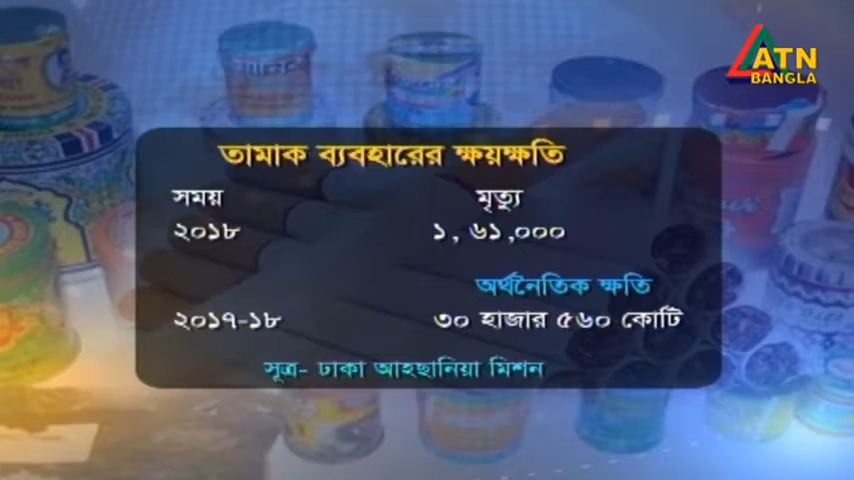 ATN
BANGLA
তামাক ব্যবহারের ক্ষয়ক্ষতি
সময় মৃত্যু
২০১৮ ১, ৬১,০০০
অর্থনৈতিক ক্ষতি
২০১৭-১৮ ৩০ হাজার ৫৬০ কোটি
সূত্র- ঢাকা আহছানিয়া মিশন